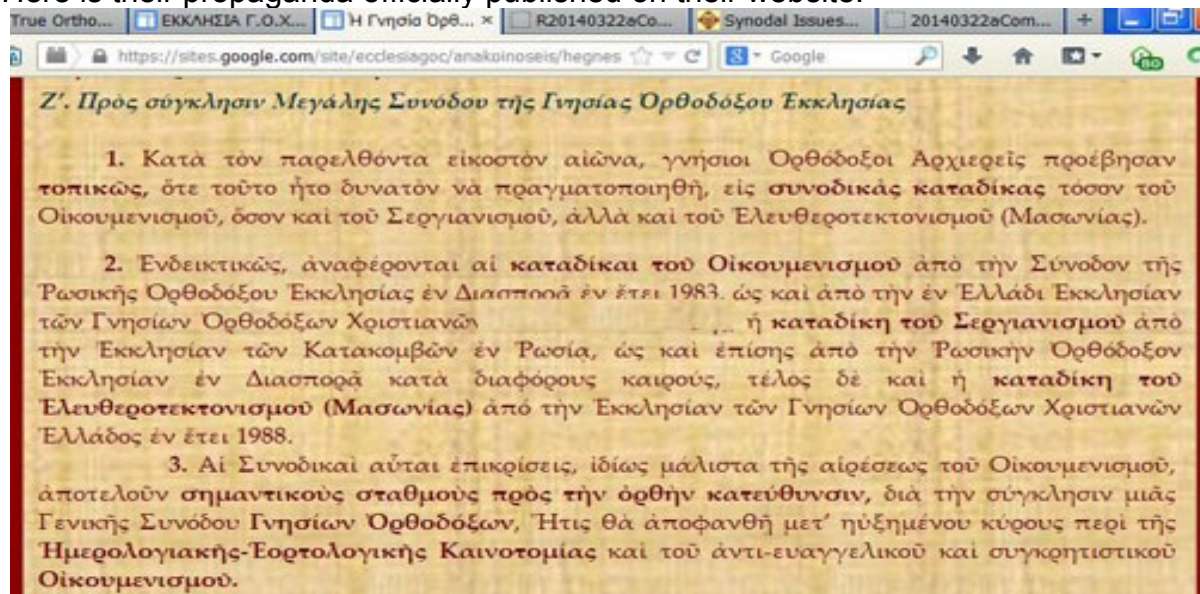 Here is their propaganda officially published on their website:
True Ortho... ΕΚΚΛΗΣΙΑ Γ.Ο.Χ... Ἡ Γνησία Ὀρθ... × R20140322aCo... Synodal Issues... 20140322aCom... +
https://sites.google.com/site/ecclesiagoc/anakoinoseis/hegnes Google
Ζ'. Πρὸς σύγκλησιν Μεγάλης Συνόδου τῆς Γνησίας Ὀρθοδόξου Ἐκκλησίας
1. Κατὰ τὸν παρελθόντα εἰκοστὸν αἰῶνα, γνήσιοι Ὀρθόδοξοι Ἀρχιερεῖς προέβησαν
τοπικῶς, ὅτε τοῦτο ἦτο δυνατὸν νὰ πραγματοποιηθῆ, εἰς συνοδικὰς καταδίκας τόσον τοῦ
Οἰκουμενισμοῦ, ὅσον καὶ τοῦ Σεργιανισμοῦ, ἀλλὰ καὶ τοῦ Ἐλευθεροτεκτονισμοῦ (Μασωνίας).
2. Ἐνδεικτικῶς, ἀναφέρονται αἱ καταδίκαι τοῦ Οἰκουμενισμοῦ ἀπὸ τὴν Σύνοδον τῆς
Ρωσικῆς Ὀρθοδόξου Ἐκκλησίας ἐν Διασπορᾶ ἐν ἔτει 1983, ὡς καὶ ἀπὸ τὴν ἐν Ἑλλάδι Ἐκκλησίαν
τῶν Γνησίων Ὀρθοδόξων Χριστιανῶν ἡ καταδίκη τοῦ Σεργιανισμοῦ ἀπὸ
τὴν Ἐκκλησίαν τῶν Κατακομβῶν ἐν Ρωσίᾳ, ὡς καὶ ἐπίσης ἀπὸ τὴν Ῥωσικὴν Ὀρθόδοξον
Ἐκκλησίαν ἐν Διασπορᾷ κατὰ διαφόρους καιρούς, τέλος δὲ καὶ ἡ καταδίκη τοῦ
Ἐλευθεροτεκτονισμοῦ (Μασωνίας) ἀπὸ τὴν Ἐκκλησίαν τῶν Γνησίων Ὀρθοδόξων Χριστιανῶν
Ἑλλάδος ἐν ἔτει 1988.
3. Αἱ Συνοδικαὶ αὗται ἐπικρίσεις, ἰδίως μάλιστα τῆς αἱρέσεως τοῦ Οἰκουμενισμοῦ,
ἀποτελοῦν σημαντικοὺς σταθμοὺς πρὸς τὴν ὀρθὴν κατεύθυνσιν, διὰ τὴν σύγκλησιν μιᾶς
Γενικῆς Συνόδου Γνησίων Ὀρθοδόξων, Ἥτις θὰ ἀποφανθῆ μετ' ηὐξημένου κύρους περὶ τῆς
Ἡμερολογιακῆς-Ἑορτολογικῆς Καινοτομίας καὶ τοῦ ἀντι-ευαγγελικοῦ καὶ συγκρητιστικοῦ
Οἰκουμενισμοῦ.